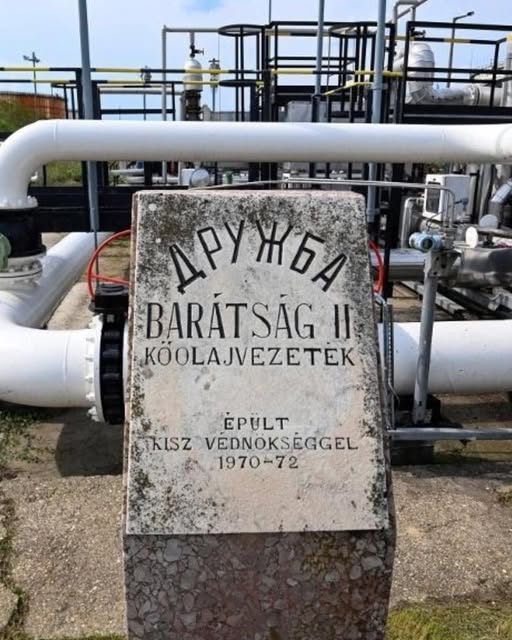 ДРУЖБА
BARÁTSÁG II
KŐOLAJVEZETÉK
ÉPÜLT
KISZ VÉDNÖKSÉGGEL
1970-72